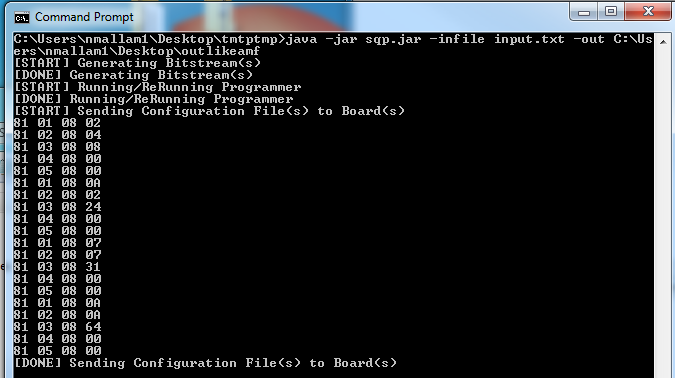 Command Prompt
C:\Users\nmallam1\Desktop\tmtptmp>java -jar sqp.jar -infile input.txt -out C:\Us
ers\nmallam1\Desktop\outlikeamf
[START] Generating Bitstream(s)
[DONE] Generating Bitstream(s)
[START] Running/ReRunning Programmer
[DONE] Running/ReRunning Programmer
[START] Sending Configuration File(s) to Board(s)
81 01 08 02
81 02 08 04
81 03 08 08
81 04 08 00
81 05 08 00
81 01 08 0A
81 02 08 02
81 03 08 24
81 04 08 00
81 05 08 00
81 01 08 07
81 02 08 07
81 03 08 31
81 04 08 00
81 05 08 00
81 01 08 0A
81 02 08 0A
81 03 08 64
81 04 08 00
81 05 08 00
[DONE] Sending Configuration File(s) to Board(s)